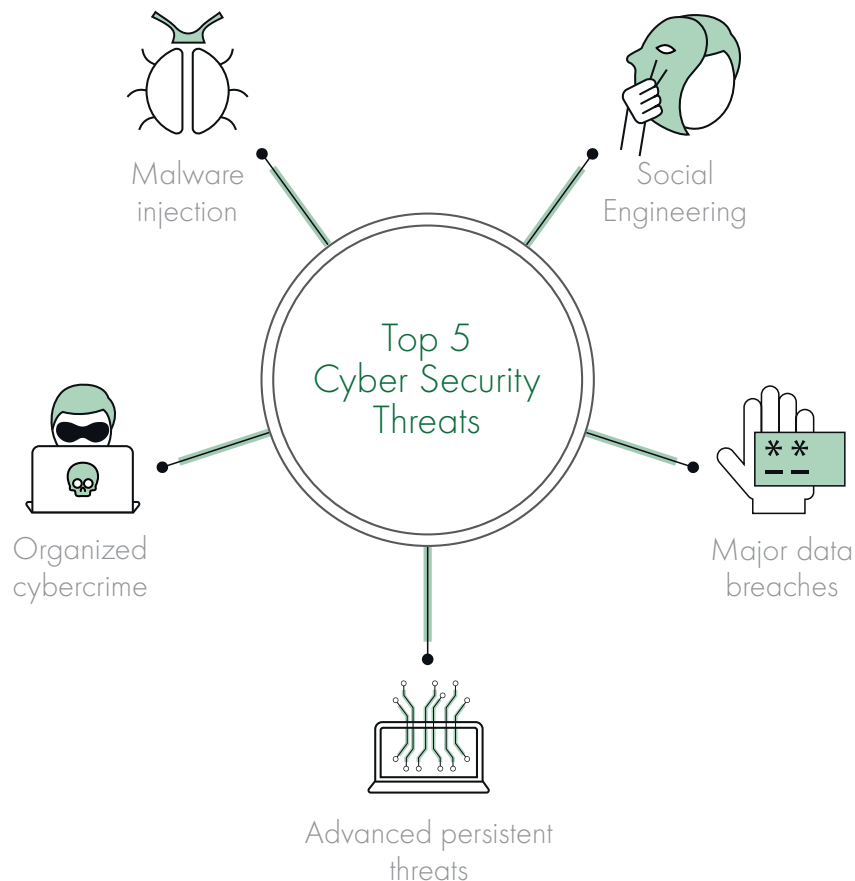 Malware
injection
Social
Engineering
Top 5
Cyber Security
Threats
* *
Organized
cybercrime
Major data
breaches
Advanced persistent
threats